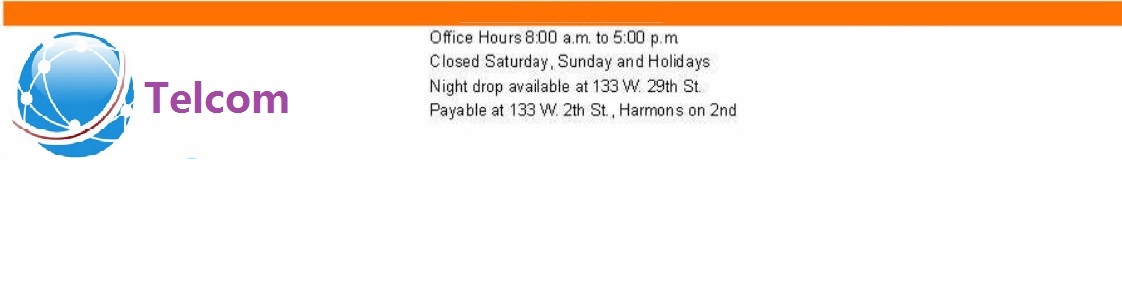 Telcom
Office Hours 8:00 a.m. to 5:00 p.m
Closed Saturday, Sunday and Holidays
Night drop available at 133 W. 29th St.
Payable at 133 W. 2th St., Harmons on 2nd